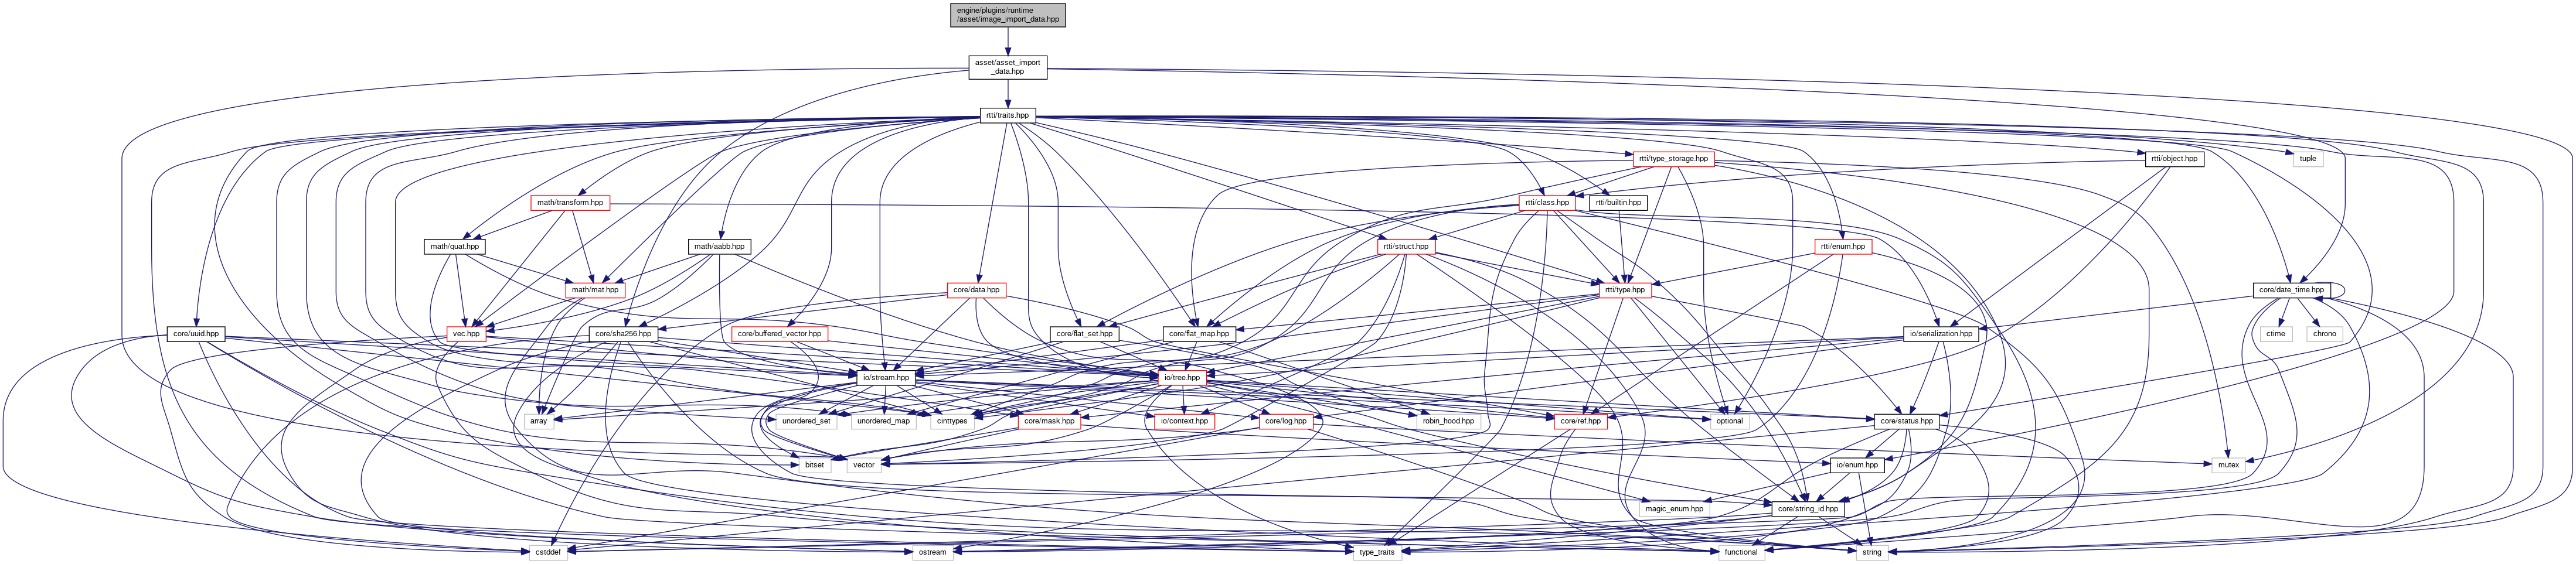 engine/plugins/runtime
/asset/image_import_data.hpp
asset/asset_import
_data.hpp
rtti/traits.hpp
rtti/type_storage.hpp
rtti/object.hpp
tuple
math/transform.hpp
rtti/class.hpp
rtti/builtin.hpp
math/quat.hpp
math/aabb.hpp
rtti/struct.hpp
rtti/enum.hpp
math/mat.hpp
core/data.hpp
rtti/type.hpp
core/date_time.hpp
core/uuid.hpp
vec.hpp
core/sha256.hpp
core/buffered_vector.hpp
core/flat_set.hpp
core/flat_map.hpp
io/serialization.hpp
ctime
chrono
io/stream.hpp
io/tree.hpp
array
unordered_set
unordered_map
cinttypes
core/mask.hpp
io/context.hpp
core/log.hpp
robin_hood.hpp
core/ref.hpp
optional
core/status.hpp
bitset
vector
io/enum.hpp
mutex
magic_enum.hpp
core/string_id.hpp
cstddef
ostream
type_traits
functional
string